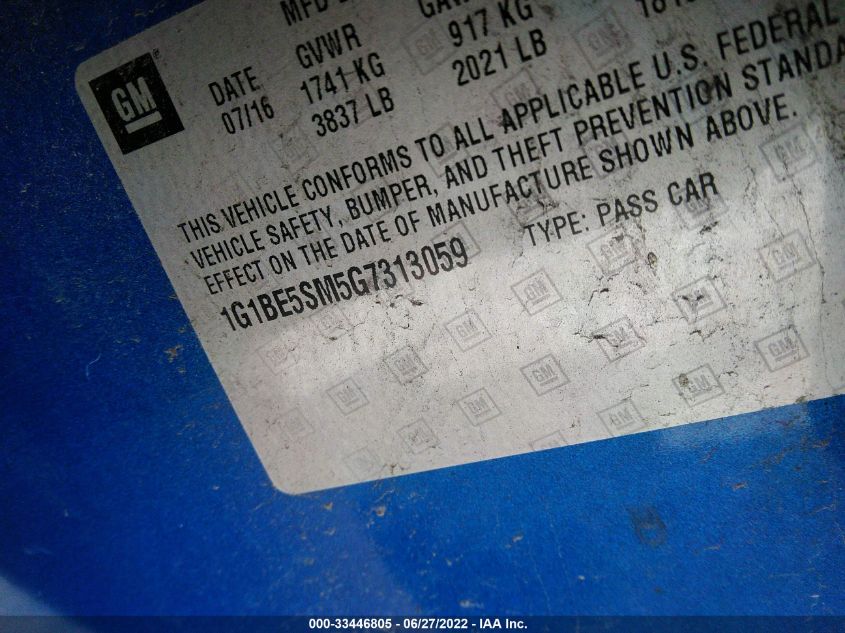 MFD
GM
DATE GVWR
07/16 1741 KG 917 KG
3837 LB 2021 LB
THIS VEHICLE CONFORMS TO ALL APPLICABLE U.S. FEDERAL
VEHICLE SAFETY, BUMPER, AND THEFT PREVENTION STANDA
EFFECT ON THE DATE OF MANUFACTURE SHOWN ABOVE.
1G1BE5SM5G7313059 TYPE: PASS CAR
000-33446805 - 06/27/2022 - IAA Inc.